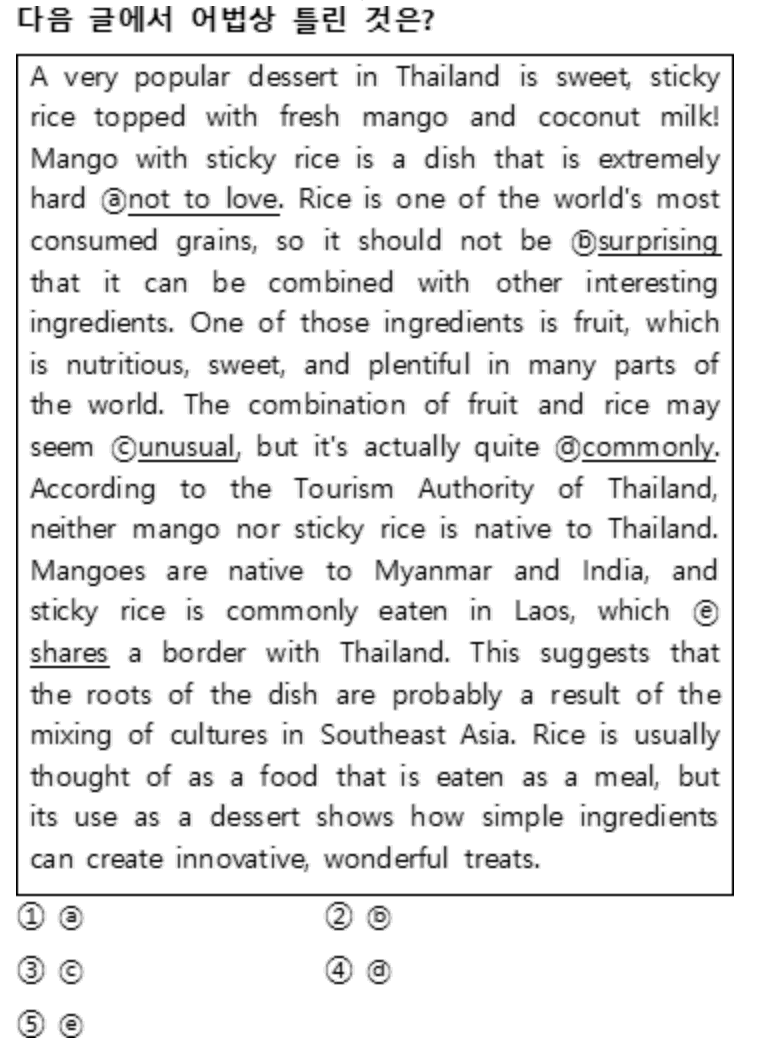 다음 글에서 어법상 틀린 것은?
A very popular dessert in Thailand is sweet, sticky
rice topped with fresh mango and coconut milk!
Mango with sticky rice is a dish that is extremely
hard ⓐnot to love. Rice is one of the world's most
consumed grains, so it should not be ⓑsurprising
that it can be combined with other interesting
ingredients. One of those ingredients is fruit, which
is nutritious, sweet, and plentiful in many parts of
the world. The combination of fruit and rice may
seem ⓒunusual, but it's actually quite ⓓcommonly.
According to the Tourism Authority of Thailand,
neither mango nor sticky rice is native to Thailand.
Mangoes are native to Myanmar and India, and
sticky rice is commonly eaten in Laos, which ⓔ
shares a border with Thailand. This suggests that
the roots of the dish are probably a result of the
mixing of cultures in Southeast Asia. Rice is usually
thought of as a food that is eaten as a meal, but
its use as a dessert shows how simple ingredients
can create innovative, wonderful treats.
① ⓐ ② ⓑ
③ ⓒ ④ ⓓ
⑤ ⓔ